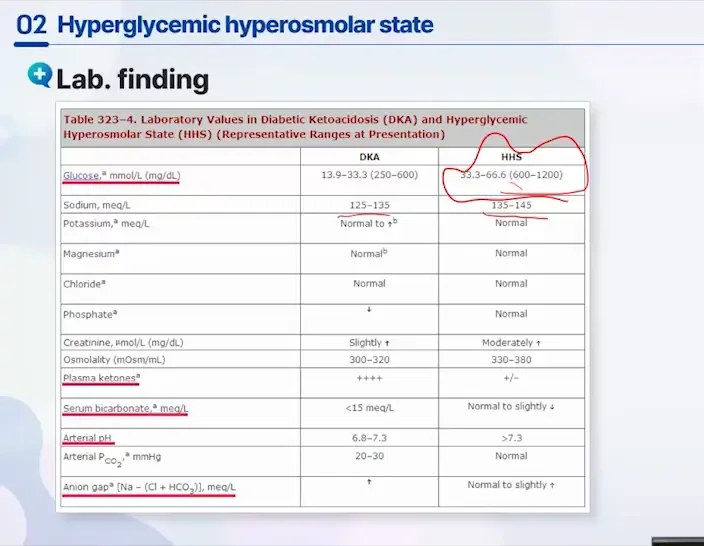 02 Hyperglycemic hyperosmolar state
Lab. finding
Table 323–4. Laboratory Values in Diabetic Ketoacidosis (DKA) and Hyperglycemic
Hyperosmolar State (HHS) (Representative Ranges at Presentation)
DKA HHS
Glucose,a mmol/L (mg/dL) 13.9–33.3 (250–600) 33.3–66.6 (600–1200)
Sodium, meq/L 125–135 135–145
Potassium,a meq/L Normal to ↑b Normal
Magnesiuma Normalb Normal
Chloridea Normal Normal
Phosphatea ↓ Normal
Creatinine, μmol/L (mg/dL) Slightly ↑ Moderately ↑
Osmolality (mOsm/mL) 300–320 330–380
Plasma ketonesa ++++ +/–
Serum bicarbonate,a meq/L <15 meq/L Normal to slightly ↓
Arterial pH 6.8–7.3 >7.3
Arterial PCO2,a mmHg 20–30 Normal
Anion gapa [Na – (Cl + HCO3)], meq/L ↑ Normal to slightly ↑